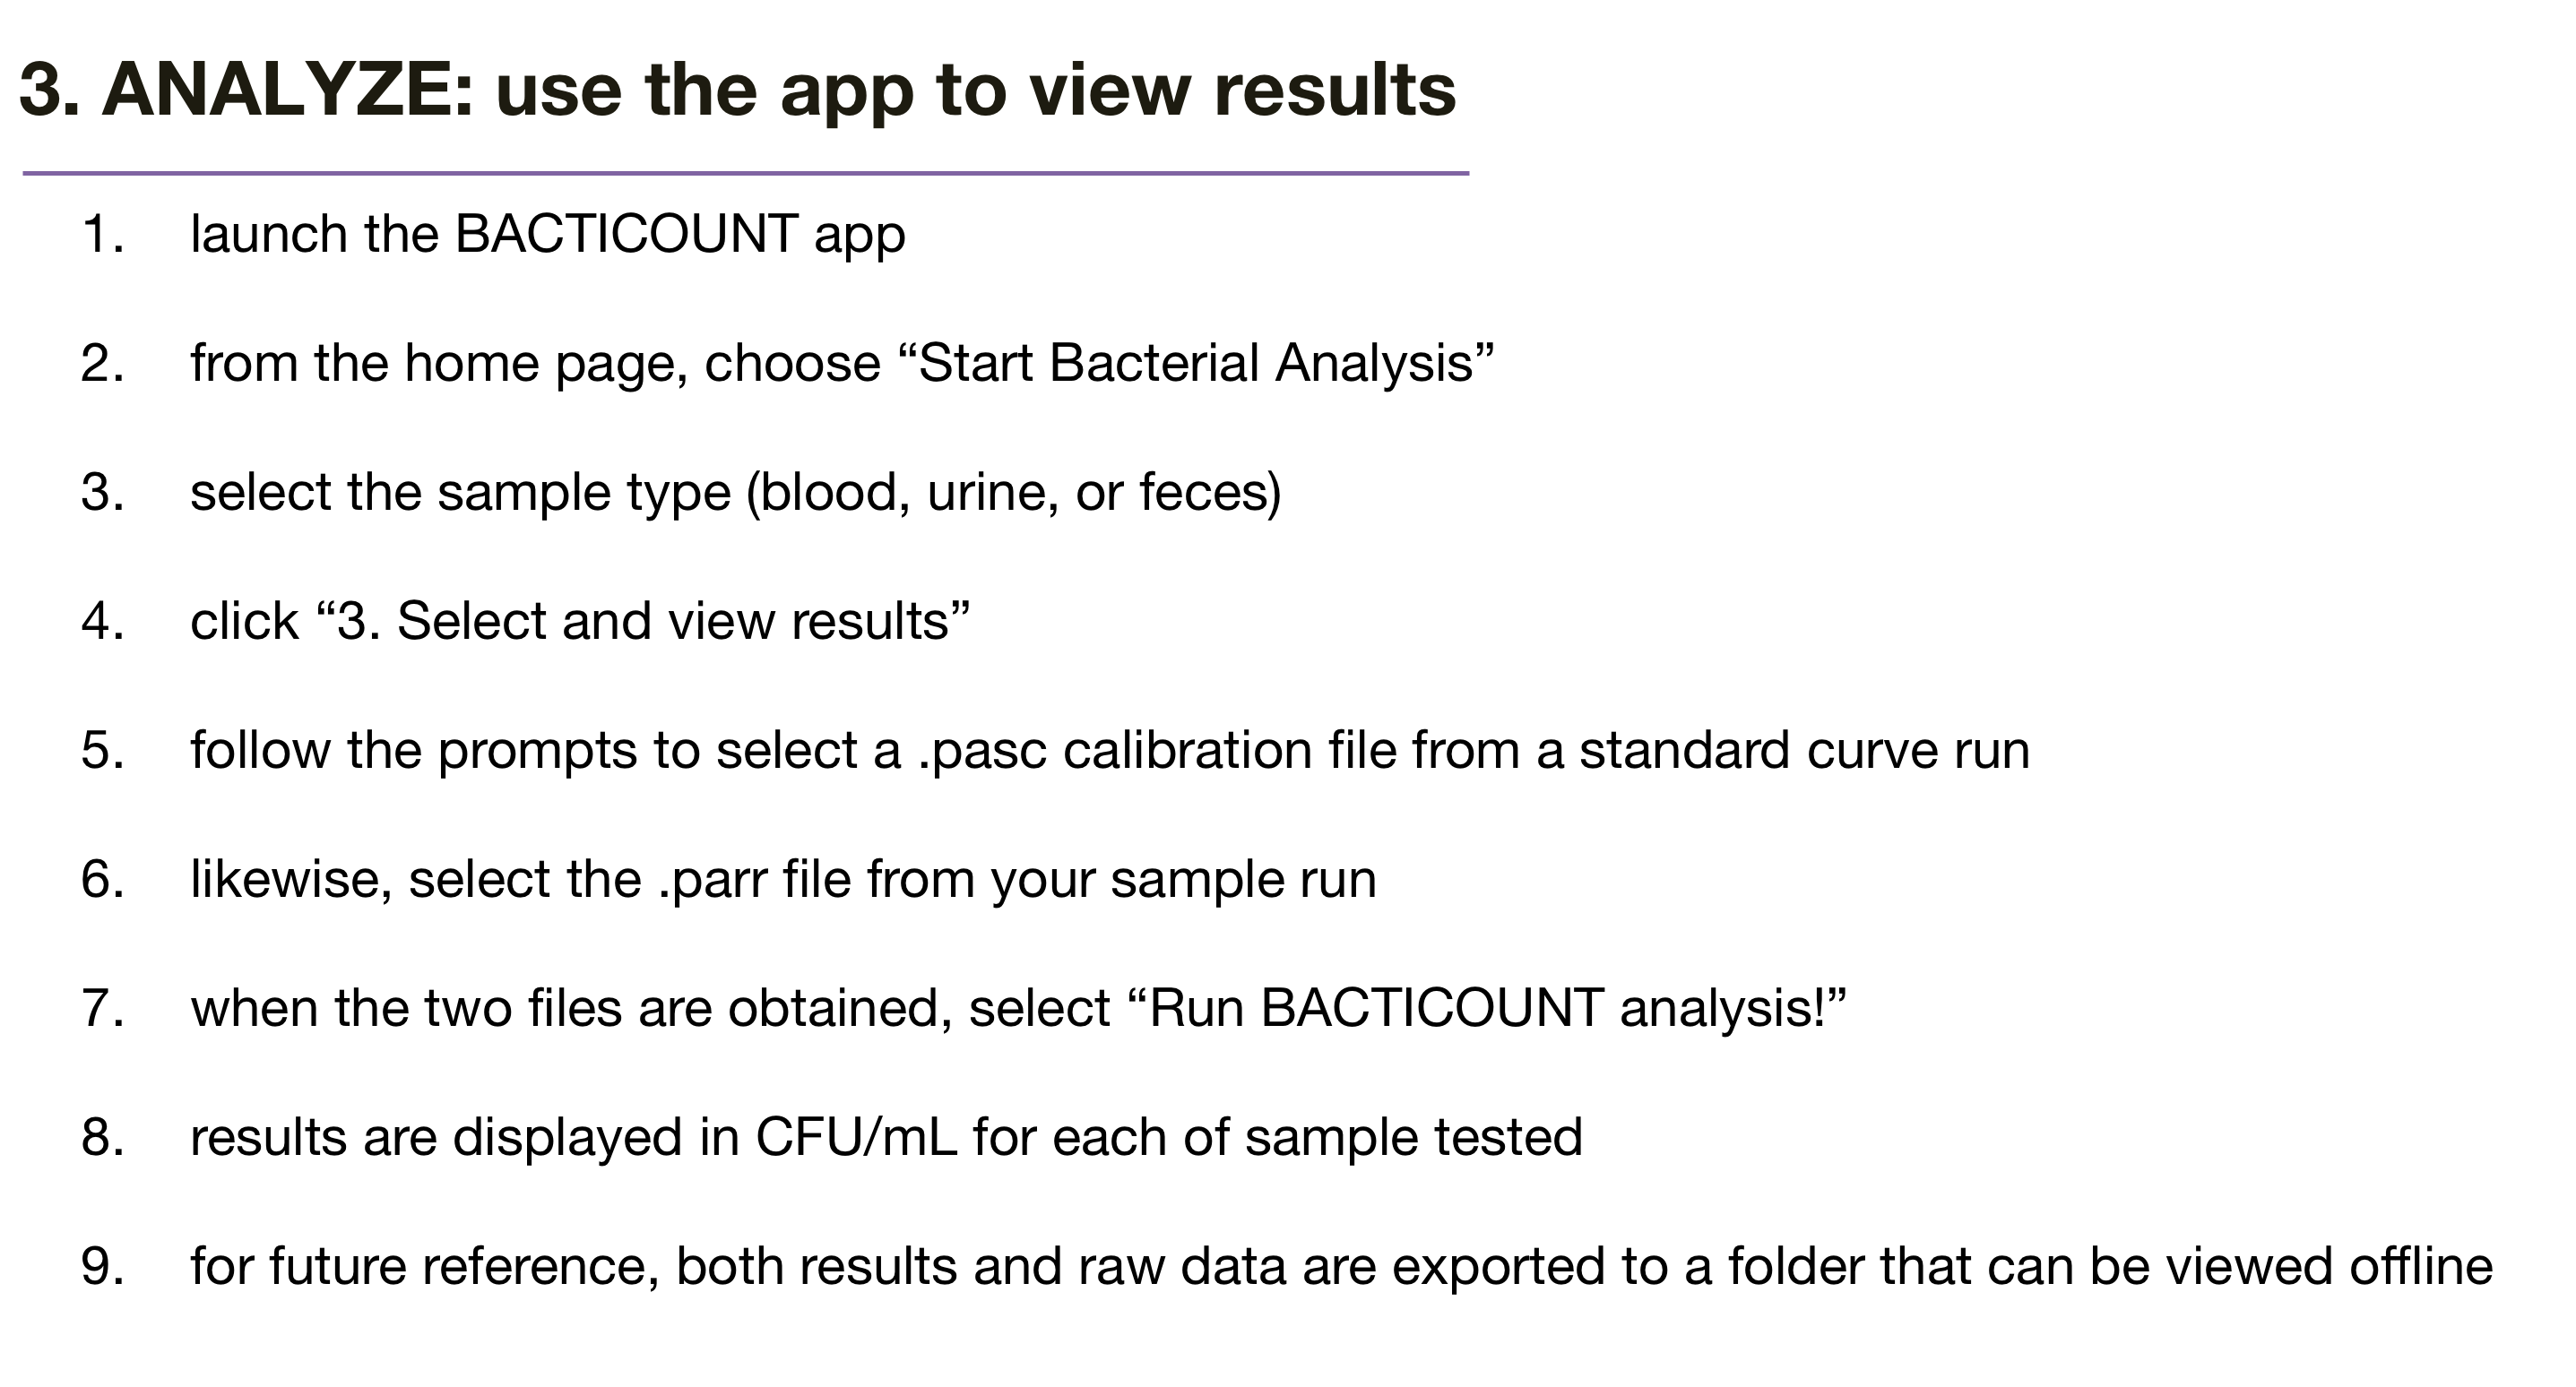 3. ANALYZE: use the app to view results
1. launch the BACTICOUNT app
2. from the home page, choose “Start Bacterial Analysis”
3. select the sample type (blood, urine, or feces)
4. click “3. Select and view results”
5. follow the prompts to select a .pasc calibration file from a standard curve run
6. likewise, select the .parr file from your sample run
7. when the two files are obtained, select “Run BACTICOUNT analysis!”
8. results are displayed in CFU/mL for each of sample tested
9. for future reference, both results and raw data are exported to a folder that can be viewed offline